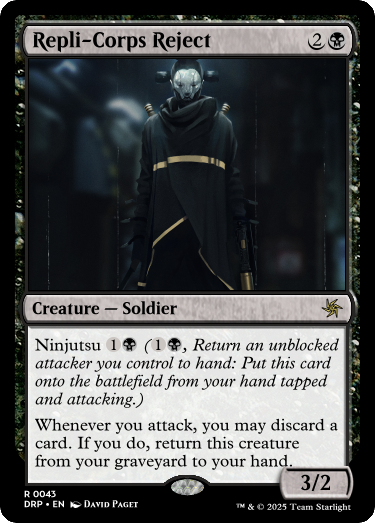 Repli-Corps Reject 2
Creature — Soldier
Ninjutsu 1 (1, Return an unblocked
attacker you control to hand: Put this card
onto the battlefield from your hand tapped
and attacking.)
Whenever you attack, you may discard a
card. If you do, return this creature
from your graveyard to your hand.
3/2
R 0043
DRP • EN David Paget
™ & © 2025 Team Starlight